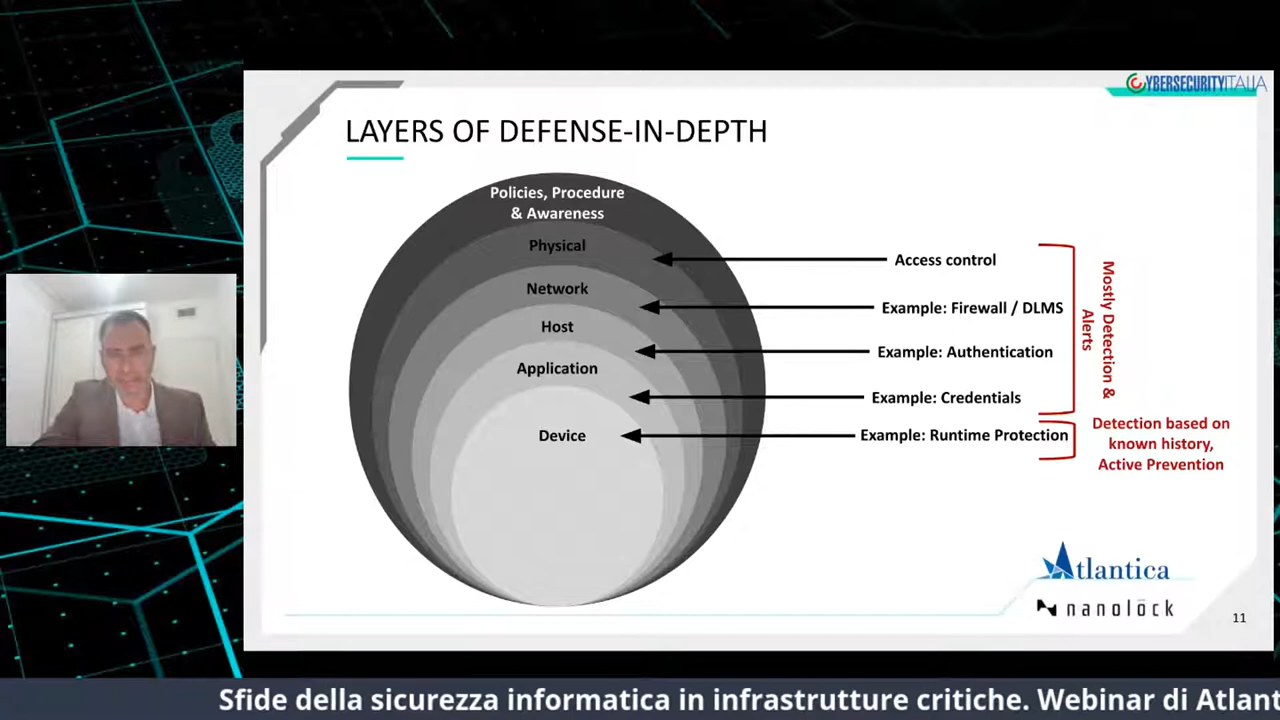 CYBERSECURITYITALIA
LAYERS OF DEFENSE-IN-DEPTH
Policies, Procedure
& Awareness
Physical
Network
Host
Application
Device
Access control
Example: Firewall / DLMS
Example: Authentication
Example: Credentials
Example: Runtime Protection
Mostly Detection &
Alerts
Detection based on
known history,
Active Prevention
Atlantica
nanolōck
11
Sfide della sicurezza informatica in infrastrutture critiche. Webinar di Atlant